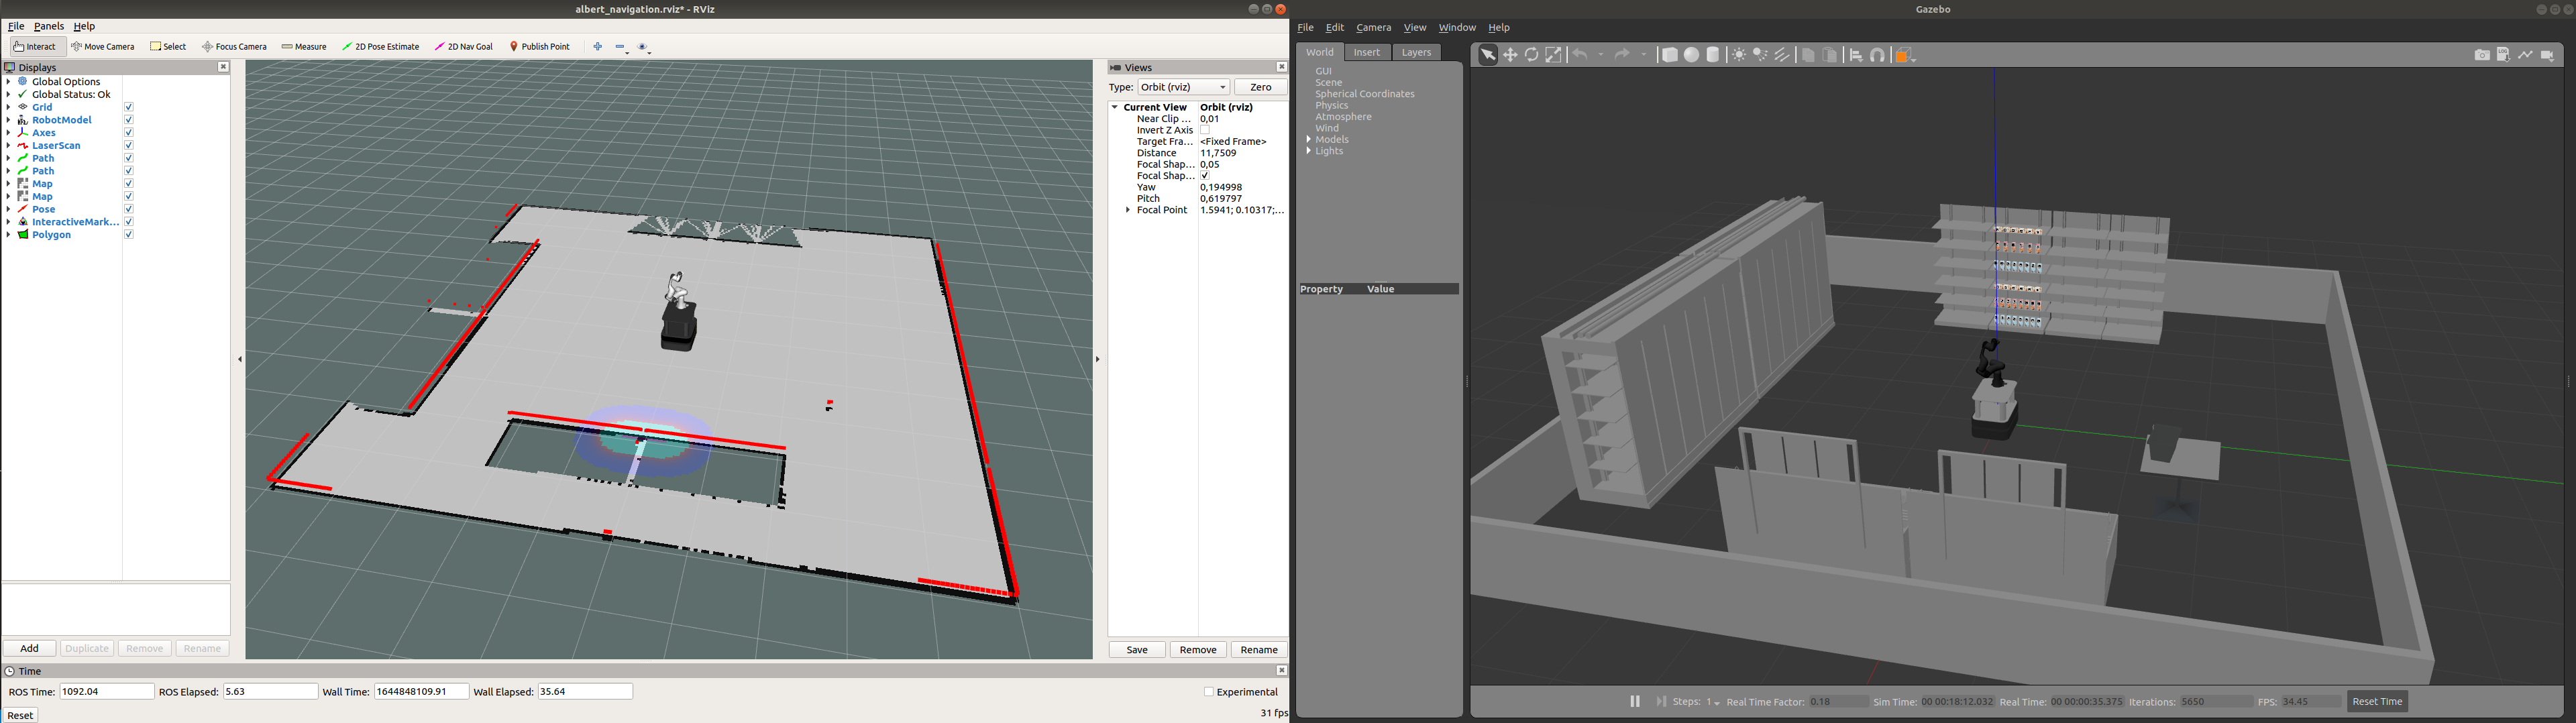 albert_navigation.rviz* - RViz
File Panels Help
Interact Move Camera Select Focus Camera Measure 2D Pose Estimate 2D Nav Goal Publish Point
Displays
Global Options
Global Status: Ok
Grid
RobotModel
Axes
LaserScan
Path
Path
Map
Map
Pose
InteractiveMark...
Polygon
Add Duplicate Remove Rename
Views
Type: Orbit (rviz) Zero
Current View Orbit (rviz)
Near Clip ... 0,01
Invert Z Axis
Target Fra... <Fixed Frame>
Distance 11,7509
Focal Shap... 0,05
Focal Shap...
Yaw 0,194998
Pitch 0,619797
Focal Point 1.5941; 0.10317;...
Save Remove Rename
Time
ROS Time: 1092.04 ROS Elapsed: 5.63 Wall Time: 1644848109.91 Wall Elapsed: 35.64 Experimental
Reset 31 fps
Gazebo
File Edit Camera View Window Help
World Insert Layers
GUI
Scene
Spherical Coordinates
Physics
Atmosphere
Wind
Models
Lights
Property Value
Steps: 1 Real Time Factor: 0.18 Sim Time: 00 00:18:12.032 Real Time: 00 00:00:35.375 Iterations: 5650 FPS: 34.45 Reset Time